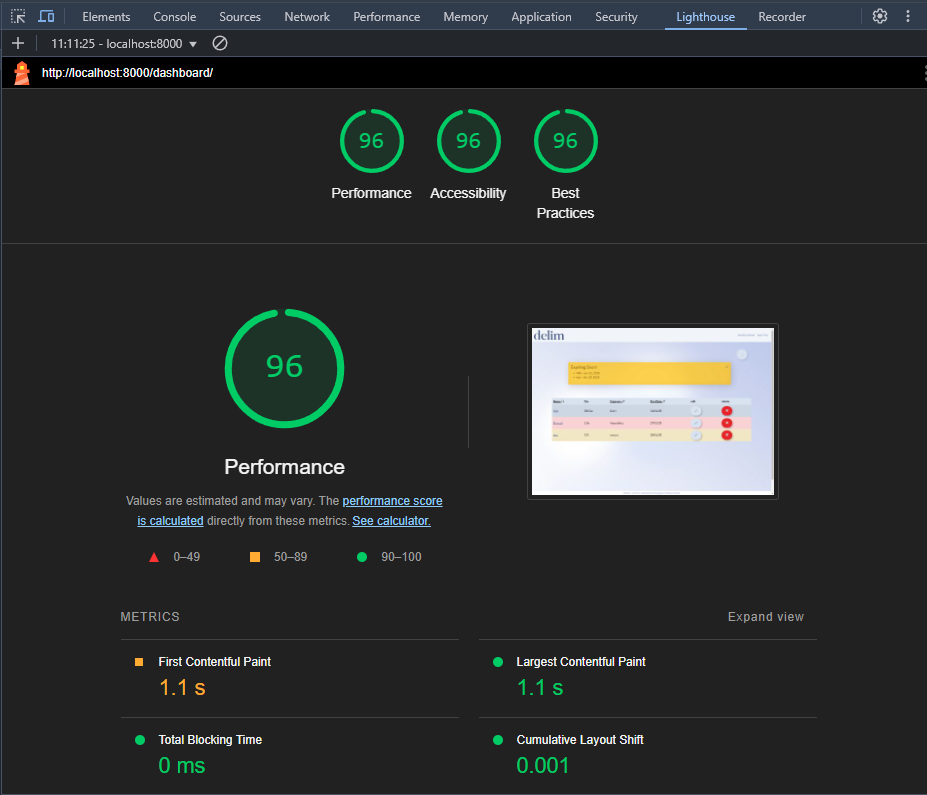 Elements Console Sources Network Performance Memory Application Security Lighthouse Recorder
11:11:25 - localhost:8000
http://localhost:8000/dashboard/
96 96 96
Performance Accessibility Best
Practices
96
delim
Performance
Values are estimated and may vary. The performance score
is calculated directly from these metrics. See calculator.
0–49 50–89 90–100
METRICS Expand view
First Contentful Paint Largest Contentful Paint
1.1 s 1.1 s
Total Blocking Time Cumulative Layout Shift
0 ms 0.001